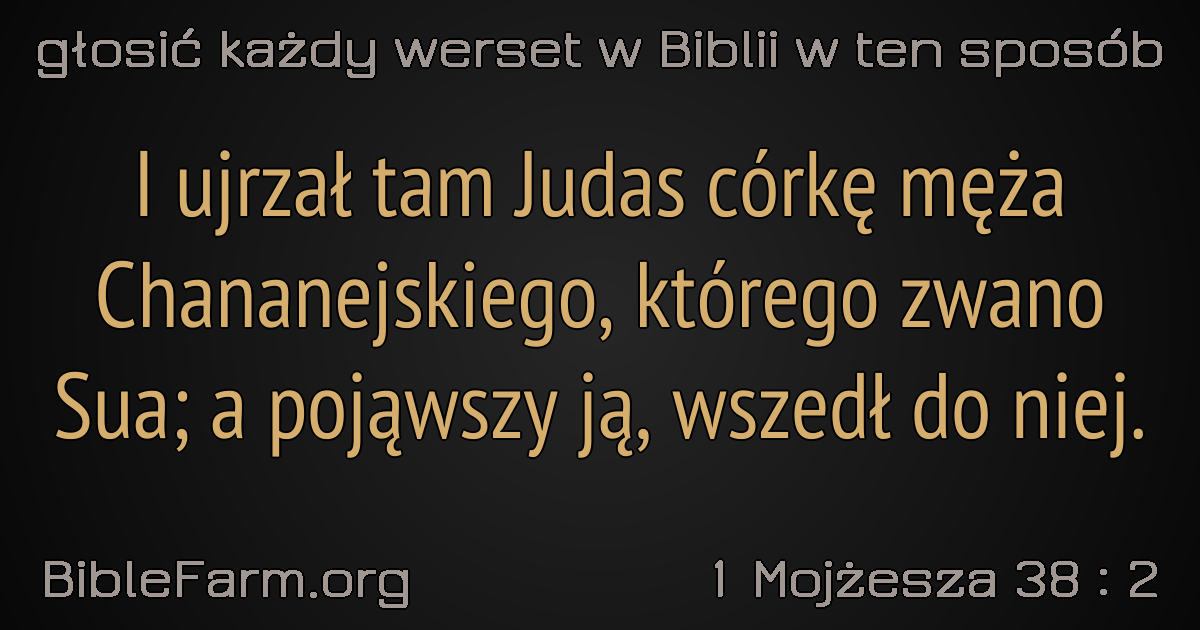 głosić każdy werset w Biblii w ten sposób
I ujrzał tam Judas córkę męża
Chananejskiego, którego zwano
Sua; a pojąwszy ją, wszedł do niej.
BibleFarm.org
1 Mojżesza 38 : 2